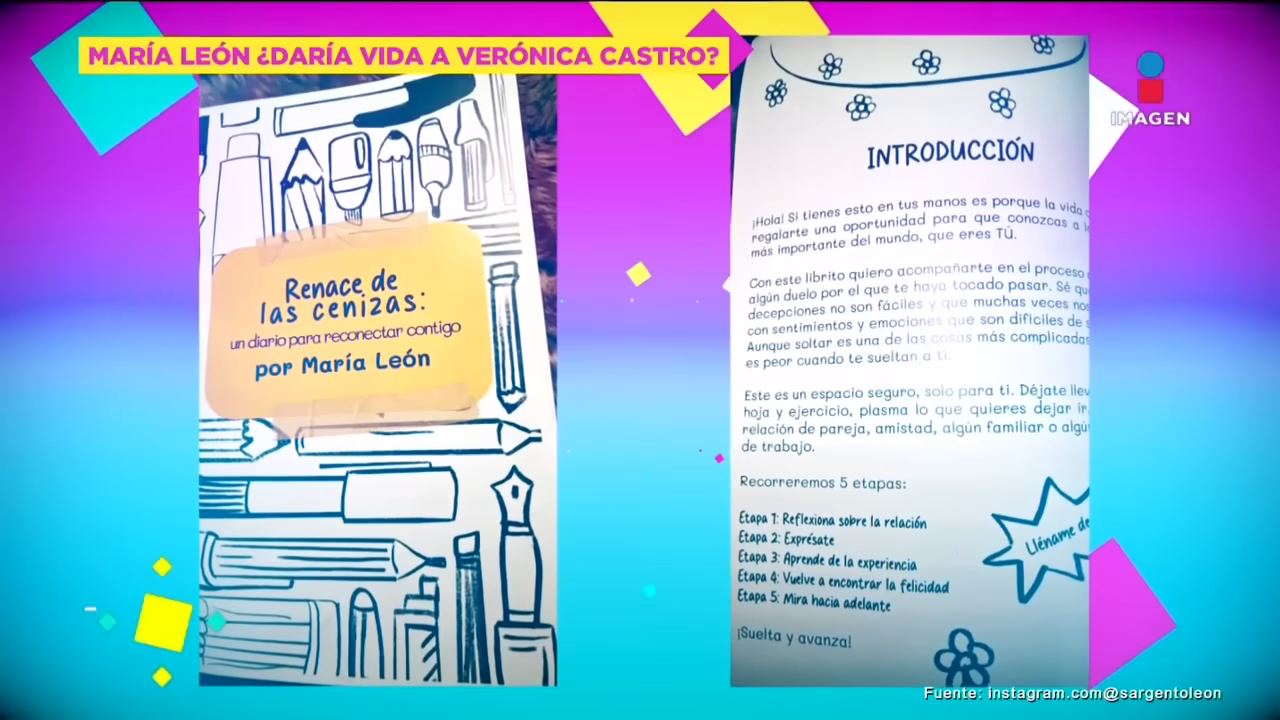 MARÍA LEÓN ¿DARÍA VIDA A VERÓNICA CASTRO?
IMAGEN
Renace de
las cenizas:
un diario para reconectar contigo
por María León
INTRODUCCIÓN
¡Hola! Si tienes esto en tus manos es porque la vida
regalarte una oportunidad para que conozcas a
más importante del mundo, que eres TÚ.
Con este librito quiero acompañarte en el proceso
algún duelo por el que te haya tocado pasar. Sé
decepciones no son fáciles y que muchas veces
con sentimientos y emociones que son difíciles de
Aunque soltar es una de las cosas más complicadas
es peor cuando te sueltan a ti.
Este es un espacio seguro, solo para ti. Déjate
hoja y ejercicio, plasma lo que quieres dejar ir.
relación de pareja, amistad, algún familiar o
de trabajo.
Recorreremos 5 etapas:
Etapa 1: Reflexiona sobre la relación
Etapa 2: Exprésate
Etapa 3: Aprende de la experiencia
Etapa 4: Vuelve a encontrar la felicidad
Etapa 5: Mira hacia adelante
Lléname de
¡Suelta y avanza!
Fuente: instagram.com@sargentoleon